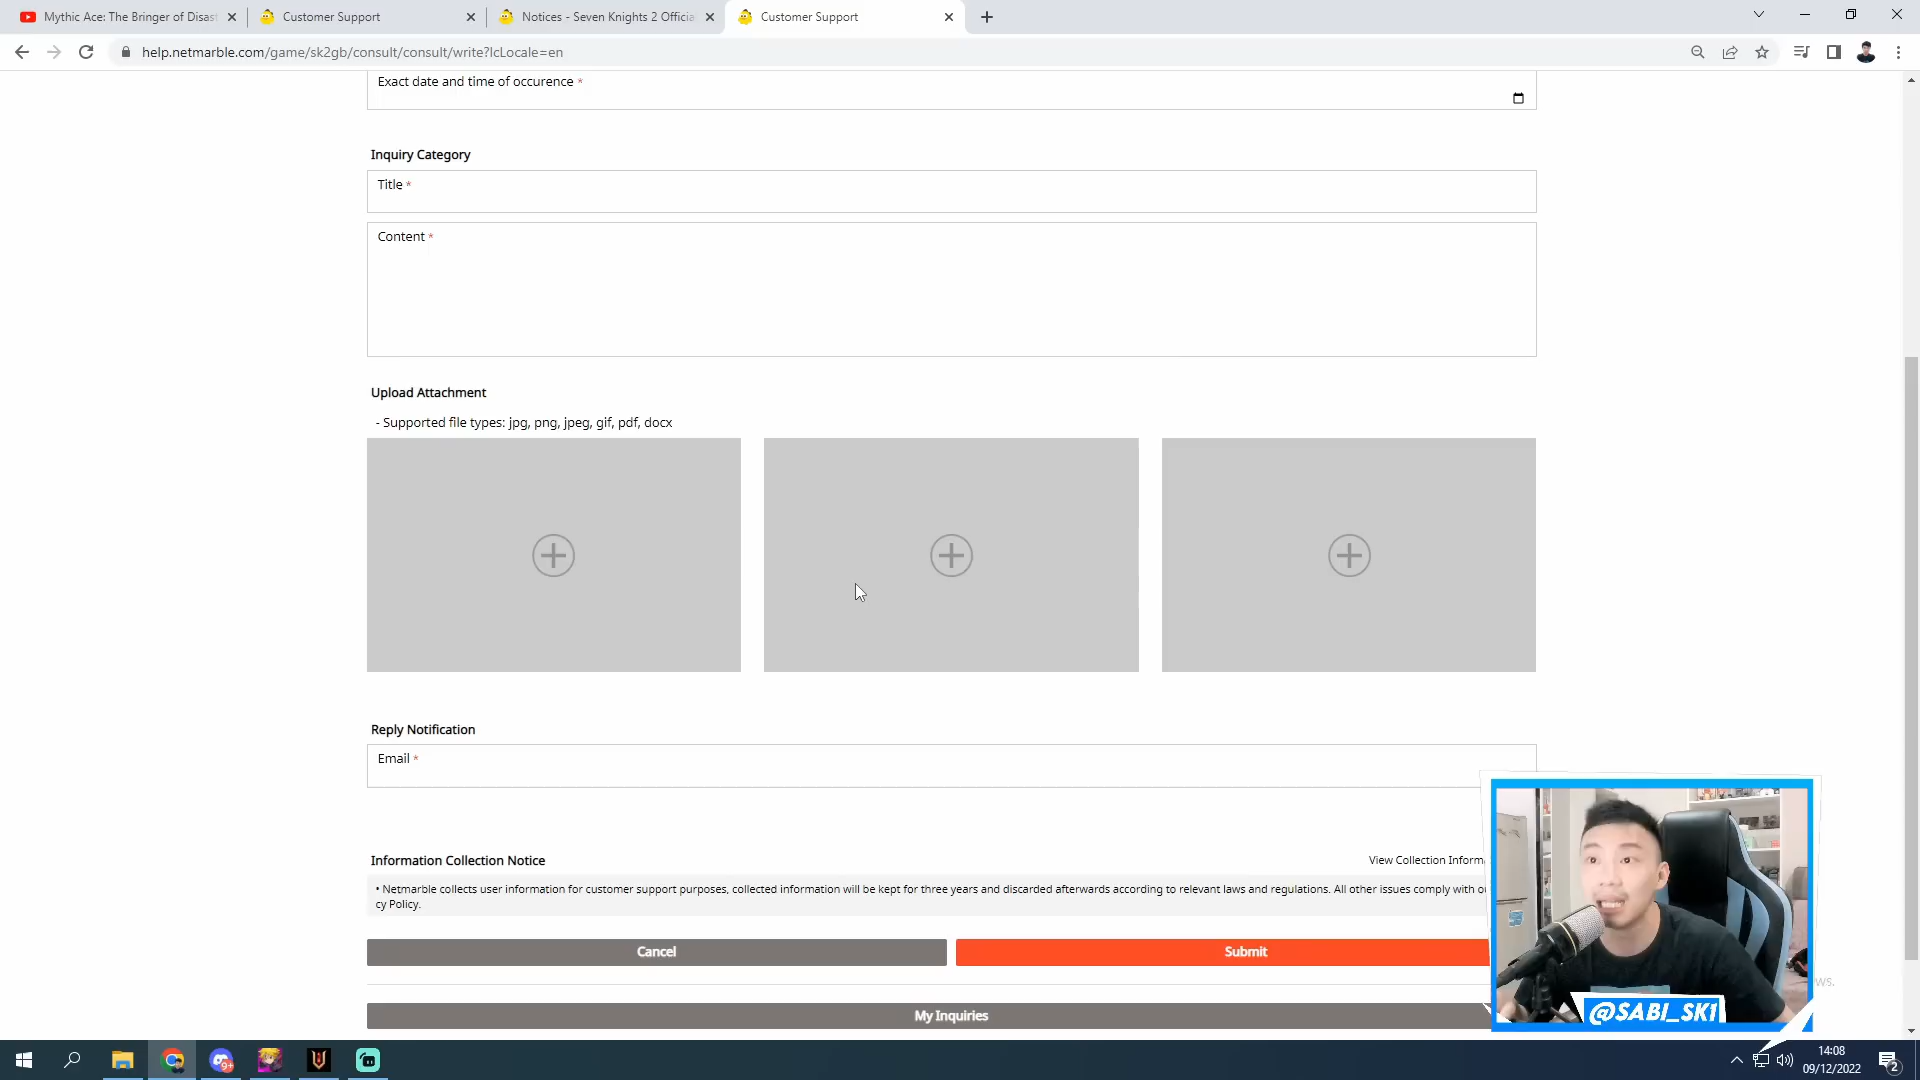 Mythic Ace: The Bringer of Disast
Customer Support
Notices - Seven Knights 2 Officia
Customer Support
help.netmarble.com/game/sk2gb/consult/consult/write?lcLocale=en
Exact date and time of occurence *
Inquiry Category
Title *
Content *
Upload Attachment
- Supported file types: jpg, png, jpeg, gif, pdf, docx
Reply Notification
Email *
Information Collection Notice
View Collection Inform
• Netmarble collects user information for customer support purposes, collected information will be kept for three years and discarded afterwards according to relevant laws and regulations. All other issues comply with ou
cy Policy.
Cancel
Submit
ws.
My Inquiries
@SABI_SK1
9+
14:08
09/12/2022
2